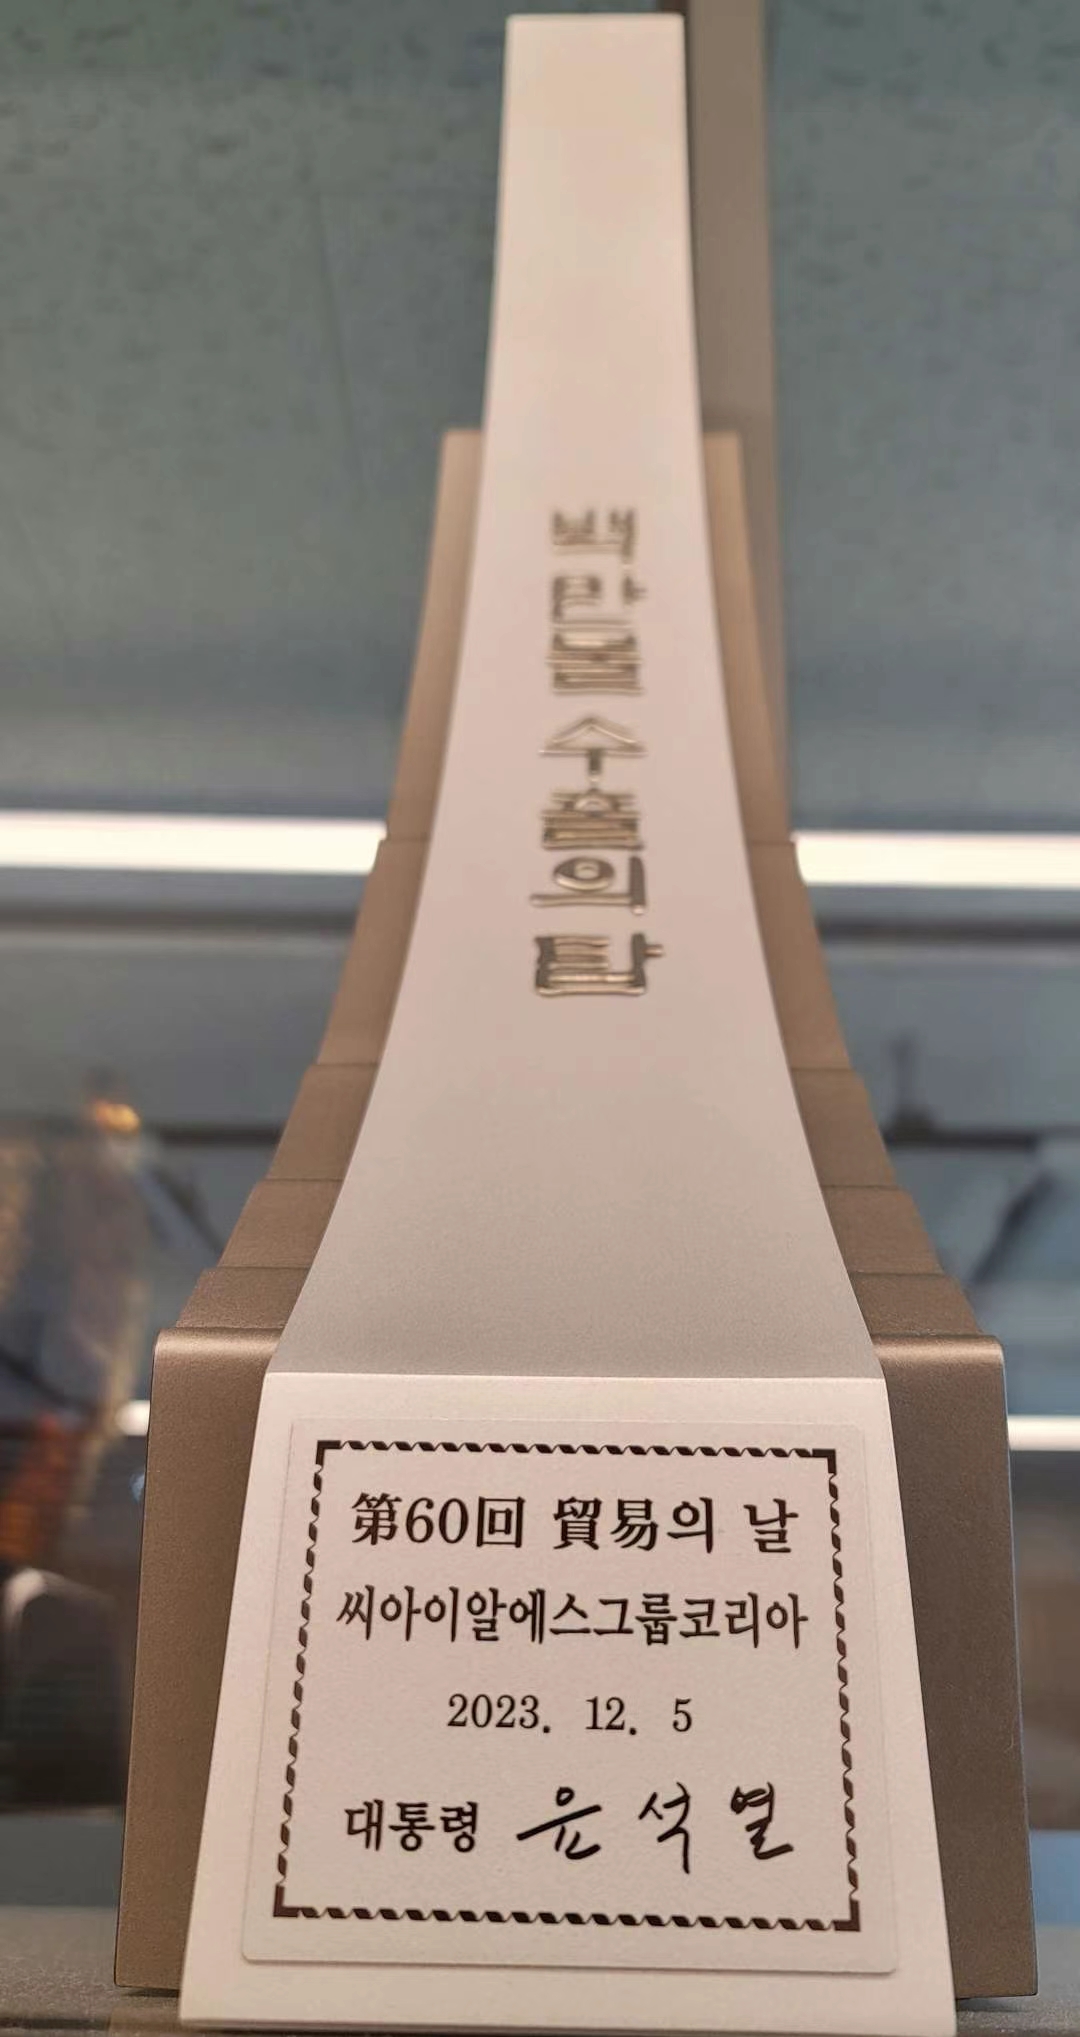 백만불 수출의 탑
第60回 貿易의 날
씨아이알에스그룹코리아
2023. 12. 5
대통령 윤석열